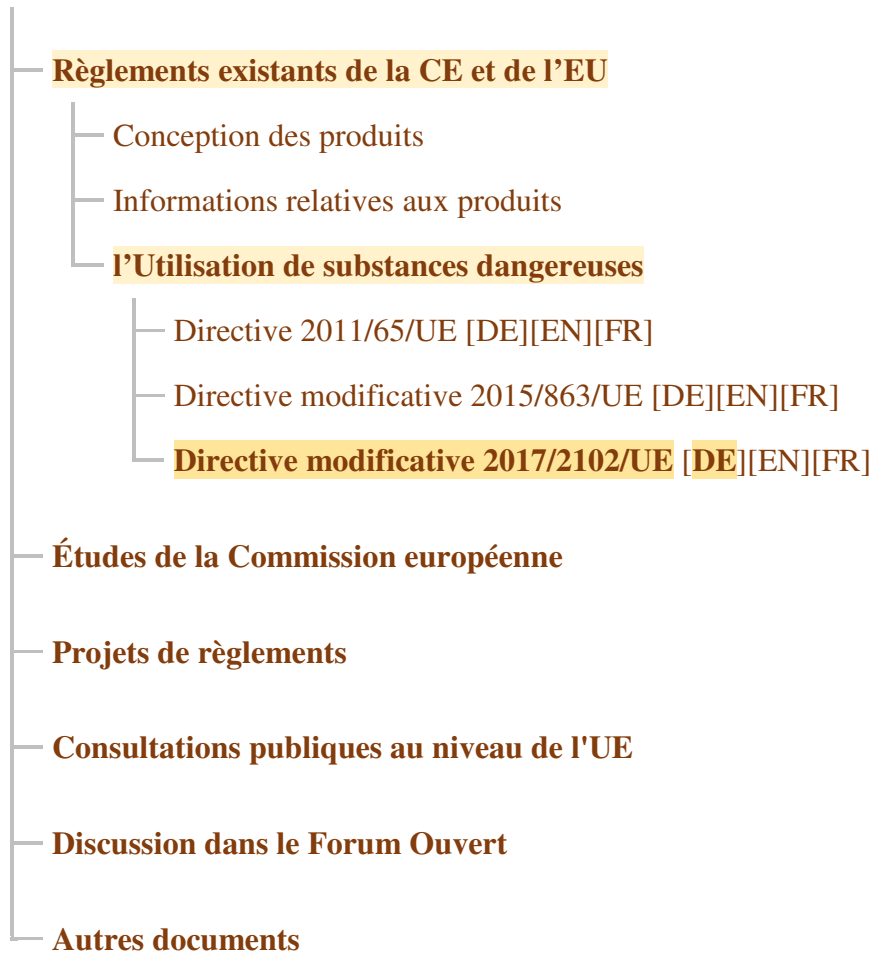 Règlements existants de la CE et de l’EU
Conception des produits
Informations relatives aux produits
l’Utilisation de substances dangereuses
Directive 2011/65/UE [DE][EN][FR]
Directive modificative 2015/863/UE [DE][EN][FR]
Directive modificative 2017/2102/UE [DE][EN][FR]
Études de la Commission européenne
Projets de règlements
Consultations publiques au niveau de l'UE
Discussion dans le Forum Ouvert
Autres documents